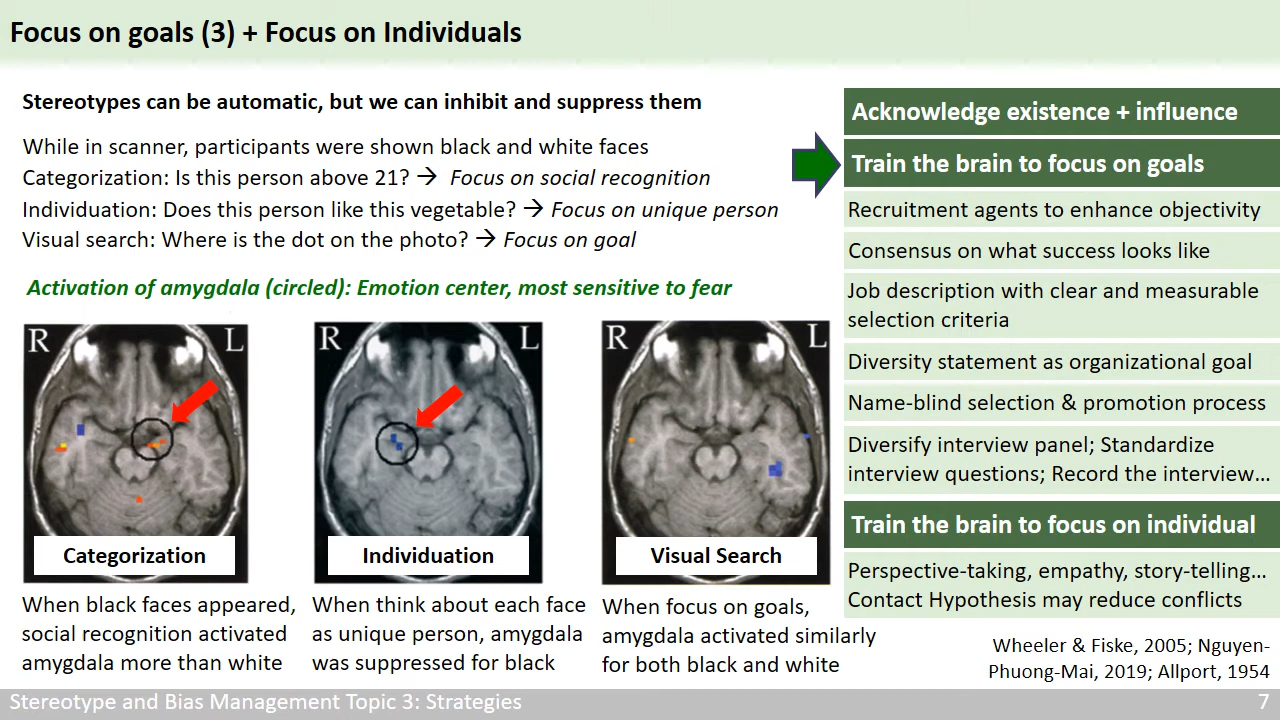 Focus on goals (3) + Focus on Individuals
Stereotypes can be automatic, but we can inhibit and suppress them
While in scanner, participants were shown black and white faces
Categorization: Is this person above 21? → Focus on social recognition
Individuation: Does this person like this vegetable? → Focus on unique person
Visual search: Where is the dot on the photo? → Focus on goal
Activation of amygdala (circled): Emotion center, most sensitive to fear
R L
Categorization
When black faces appeared,
social recognition activated
amygdala more than white
R L
Individuation
When think about each face
as unique person, amygdala
was suppressed for black
R L
Visual Search
When focus on goals,
amygdala activated similarly
for both black and white
Acknowledge existence + influence
Train the brain to focus on goals
Recruitment agents to enhance objectivity
Consensus on what success looks like
Job description with clear and measurable
selection criteria
Diversity statement as organizational goal
Name-blind selection & promotion process
Diversify interview panel; Standardize
interview questions; Record the interview…
Train the brain to focus on individual
Perspective-taking, empathy, story-telling…
Contact Hypothesis may reduce conflicts
Wheeler & Fiske, 2005; Nguyen-
Phuong-Mai, 2019; Allport, 1954
Stereotype and Bias Management Topic 3: Strategies
7